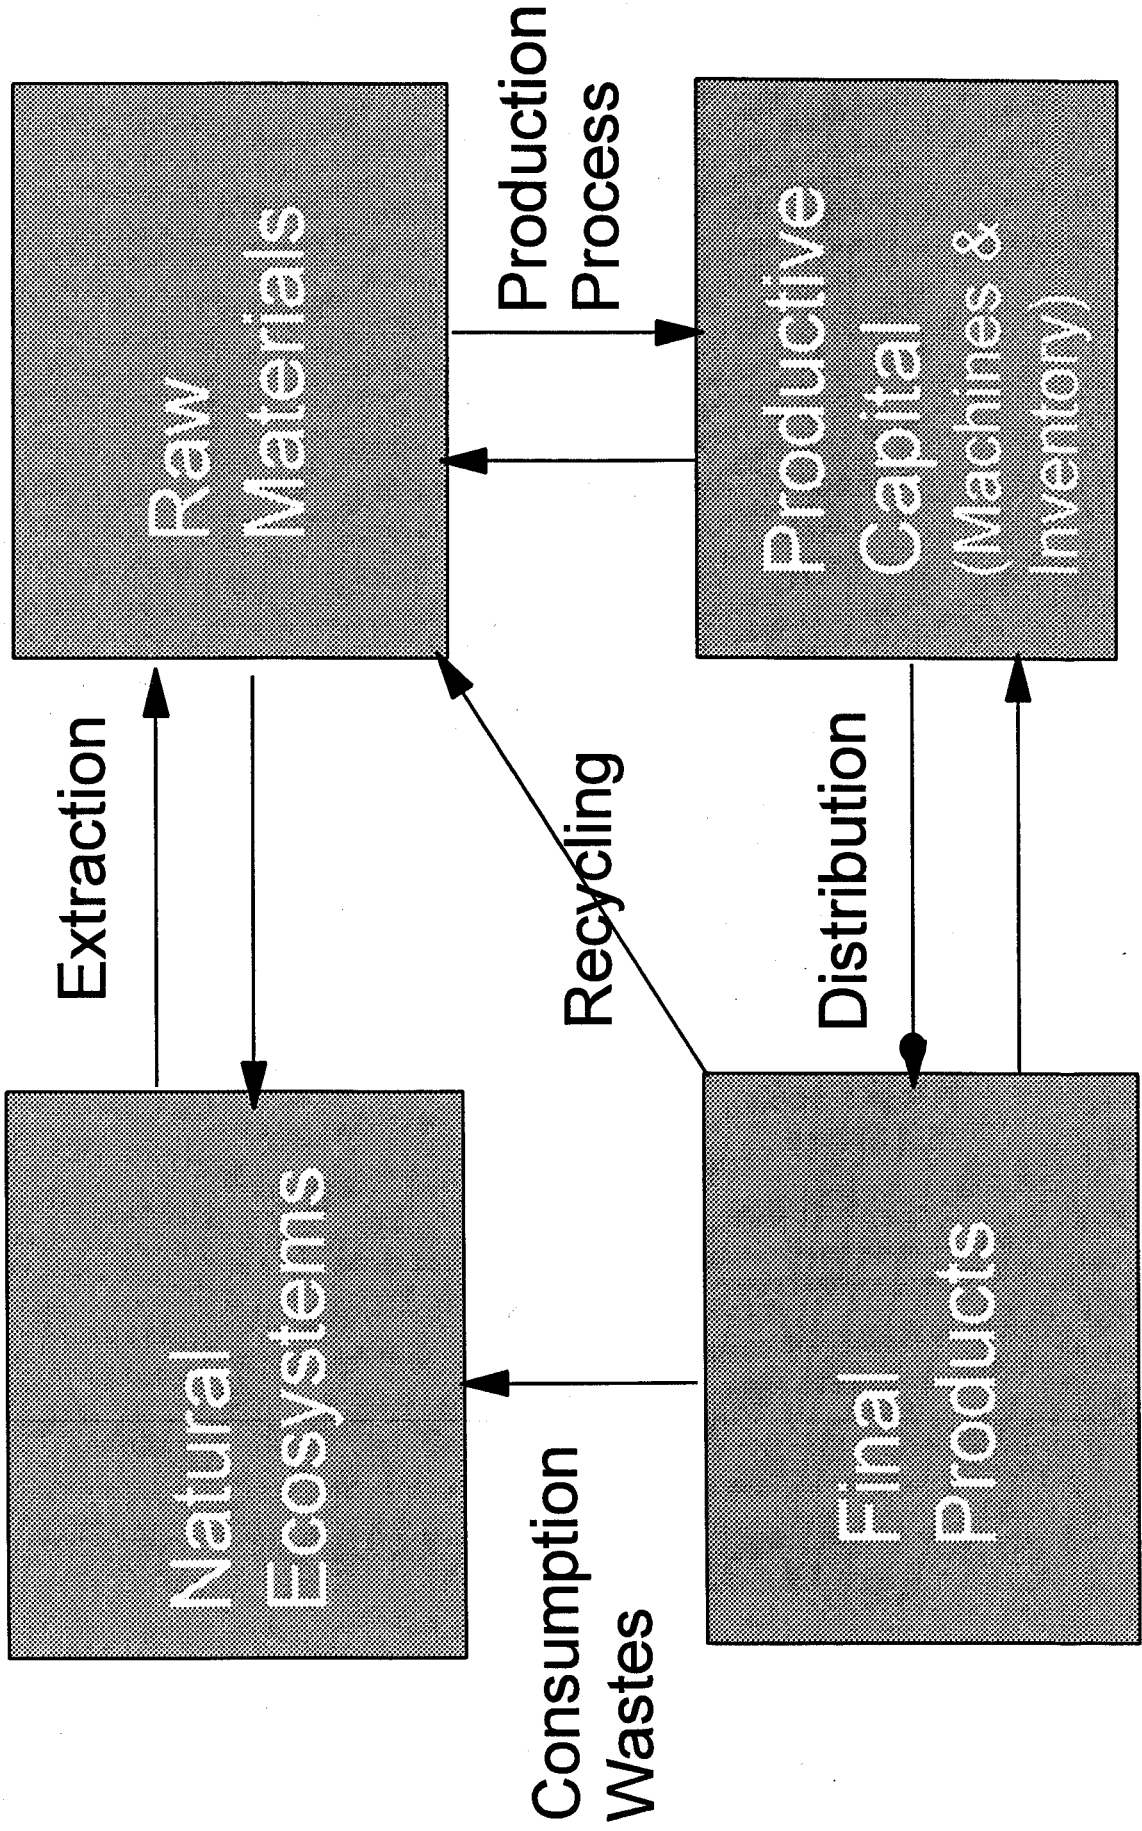 Natural
Ecosystems
Extraction
Raw
Materials
Consumption
Wastes
Recycling
Production
Process
Final
Products
Distribution
Productive
Capital
(Machines &
Inventory)